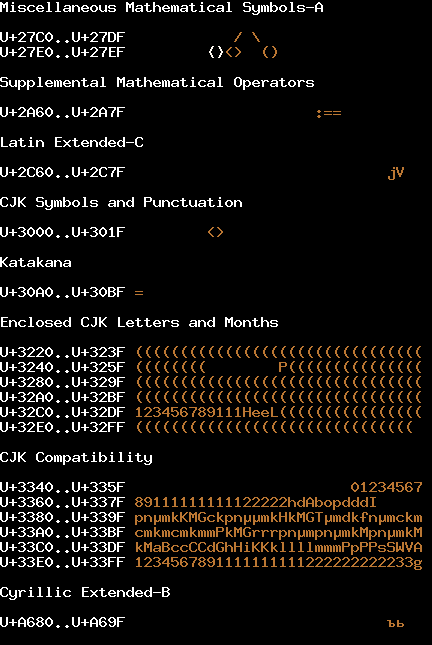 Miscellaneous Mathematical Symbols-A
U+27C0..U+27DF / \
U+27E0..U+27EF ()<> ()
Supplemental Mathematical Operators
U+2A60..U+2A7F :==
Latin Extended-C
U+2C60..U+2C7F jV
CJK Symbols and Punctuation
U+3000..U+301F <>
Katakana
U+30A0..U+30BF =
Enclosed CJK Letters and Months
U+3220..U+323F ((((((((((((((((((((((((((((((((
U+3240..U+325F (((((((( P(((((((((((((((
U+3280..U+329F ((((((((((((((((((((((((((((((((
U+32A0..U+32BF ((((((((((((((((((((((((((((((((
U+32C0..U+32DF 123456789111HeeL((((((((((((((((
U+32E0..U+32FF (((((((((((((((((((((((((((((((
CJK Compatibility
U+3340..U+335F 01234567
U+3360..U+337F 89111111111122222hdAbopdddI
U+3380..U+339F pnµmkKMGckpnµµmkHkMGTµmdkfnµmckm
U+33A0..U+33BF cmkmcmkmmPkMGrrrpnµmpnµmkMpnµmkM
U+33C0..U+33DF kMaBccCCdGhHiKKkllllmmmPpPPsSWVA
U+33E0..U+33FF 1234567891111111111222222222233g
Cyrillic Extended-B
U+A680..U+A69F ъь